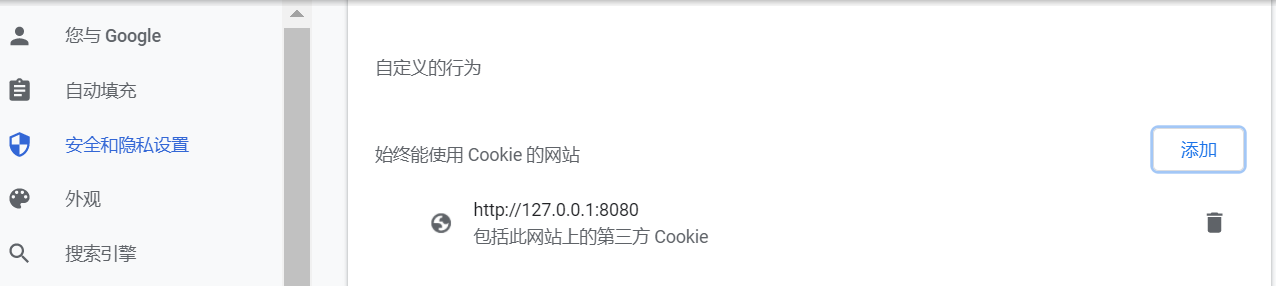 您与 Google
自动填充
安全和隐私设置
外观
搜索引擎
自定义的行为
始终能使用 Cookie 的网站
添加
http://127.0.0.1:8080
包括此网站上的第三方 Cookie